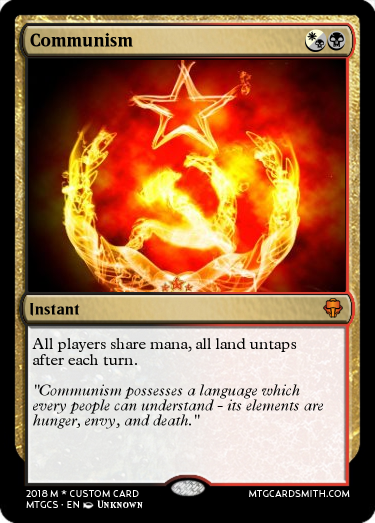 Communism
Instant
All players share mana, all land untaps
after each turn.
"Communism possesses a language which
every people can understand - its elements are
hunger, envy, and death."
2018 M * CUSTOM CARD
MTGCS · EN Unknown
MTGCARDSMITH.COM